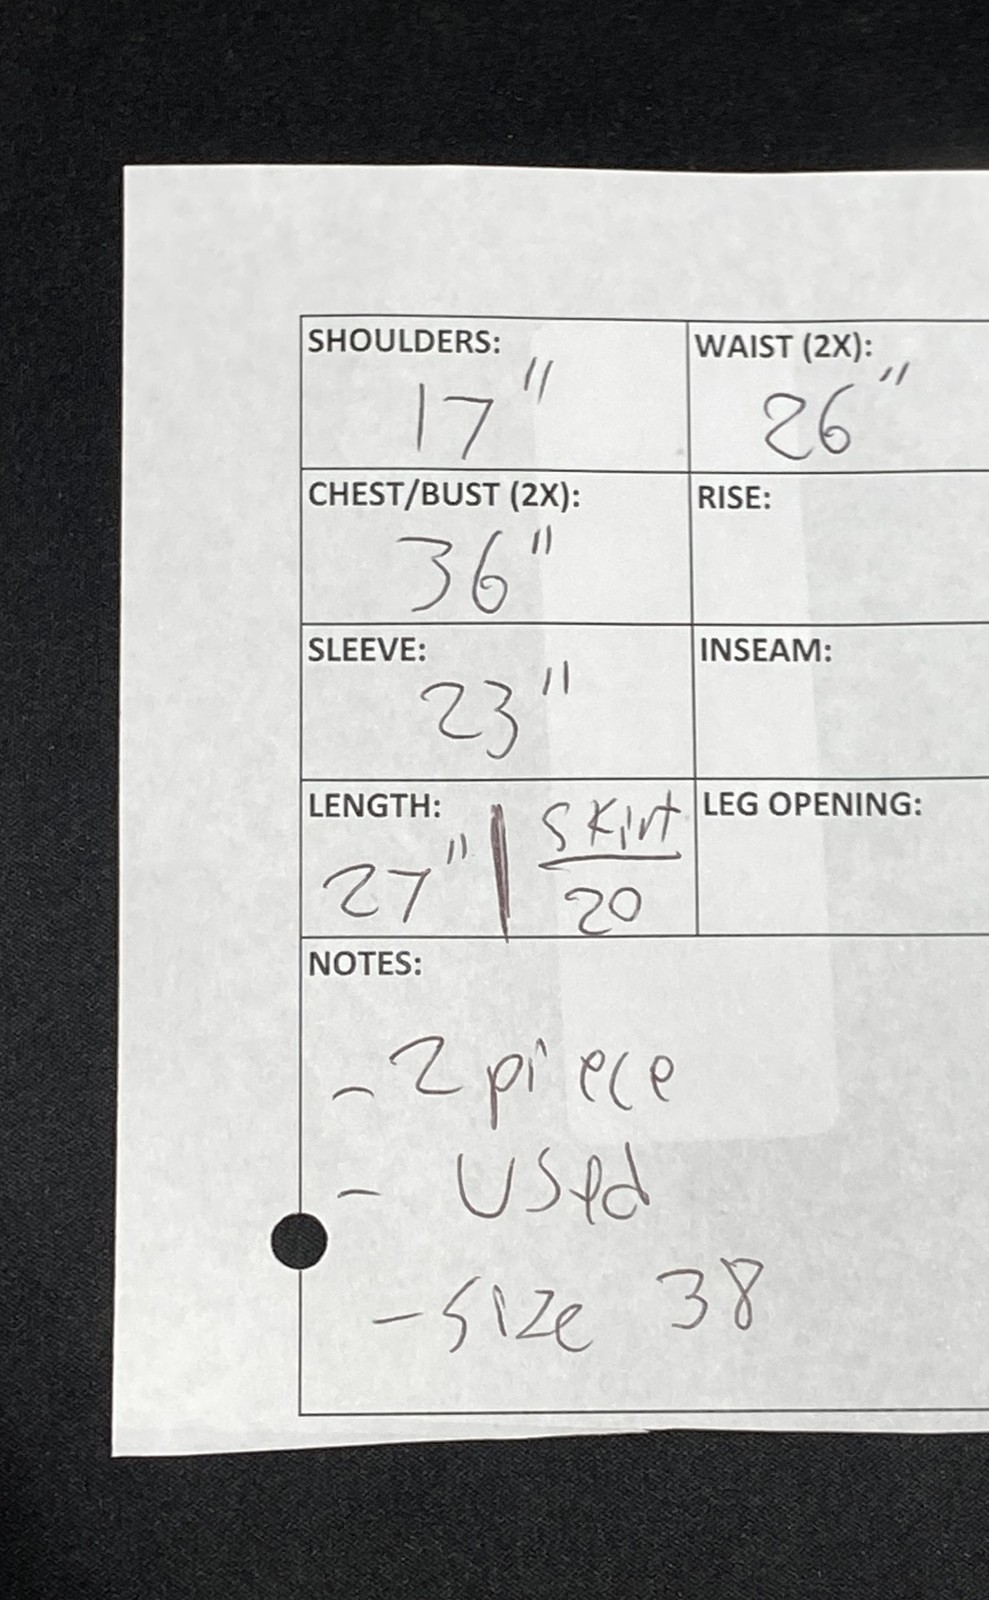 SHOULDERS:
17"
WAIST (2X):
26"
CHEST/BUST (2X):
36"
RISE:
SLEEVE:
23"
INSEAM:
LENGTH:
27" | Skirt
20
LEG OPENING:
NOTES:
- 2 piece
- Used
- Size 38